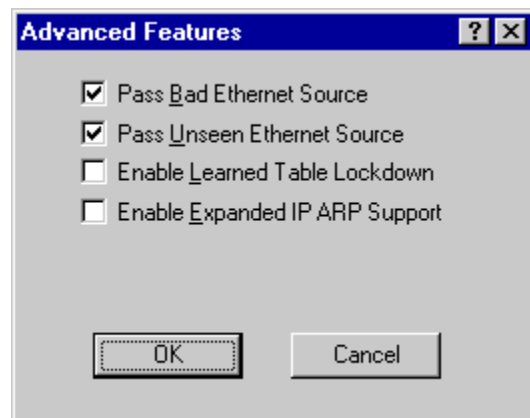 Advanced Features
Pass Bad Ethernet Source
Pass Unseen Ethernet Source
Enable Learned Table Lockdown
Enable Expanded IP ARP Support
OK Cancel